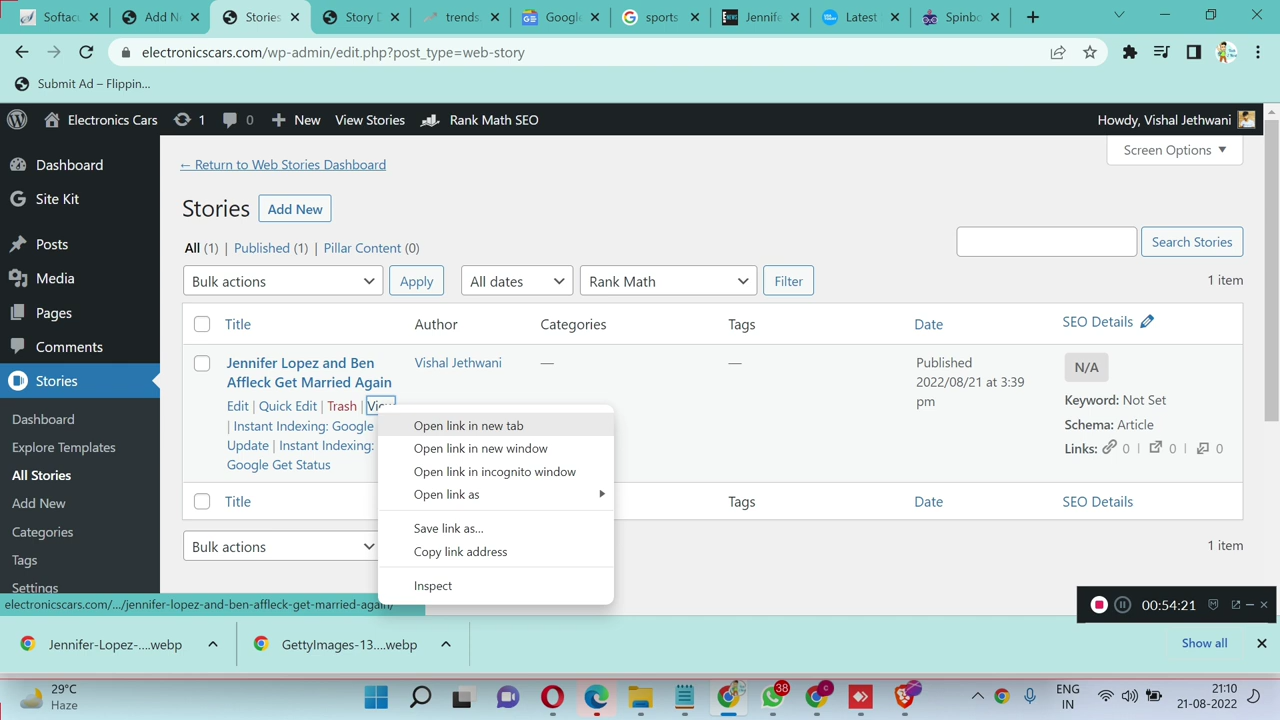 Softacu
Add N
Stories
Story D
trends.
Google
sports
Jennife
Latest
Spinbo
electronicscars.com/wp-admin/edit.php?post_type=web-story
Submit Ad – Flippin...
Electronics Cars
1
0
New
View Stories
Rank Math SEO
Howdy, Vishal Jethwani
Dashboard
Site Kit
Posts
Media
Pages
Comments
Stories
Dashboard
Explore Templates
All Stories
Add New
Categories
Tags
Settings
← Return to Web Stories Dashboard
Screen Options
Stories
Add New
All (1) | Published (1) | Pillar Content (0)
Search Stories
Bulk actions
Apply
All dates
Rank Math
Filter
1 item
Title
Author
Categories
Tags
Date
SEO Details
Jennifer Lopez and Ben
Affleck Get Married Again
Edit | Quick Edit | Trash | View
| Instant Indexing: Google
Update | Instant Indexing:
Google Get Status
Vishal Jethwani
—
—
Published
2022/08/21 at 3:39
pm
N/A
Keyword: Not Set
Schema: Article
Links: 0 | 0 | 0
Open link in new tab
Open link in new window
Open link in incognito window
Open link as
Save link as...
Copy link address
Inspect
Title
Tags
Date
SEO Details
Bulk actions
1 item
electronicscars.com/.../jennifer-lopez-and-ben-affleck-get-married-again/
00:54:21
Jennifer-Lopez-....webp
GettyImages-13....webp
Show all
29°C
Haze
38
ENG
IN
21:10
21-08-2022